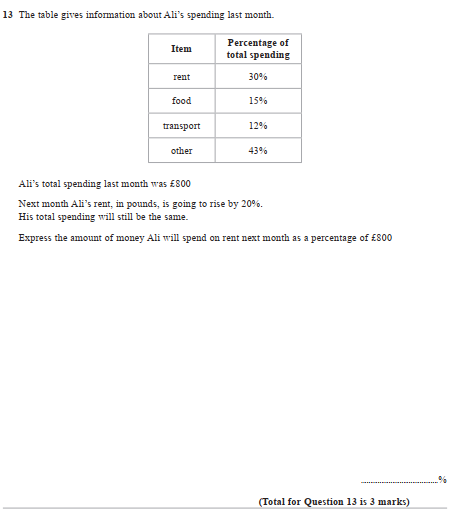 13 The table gives information about Ali's spending last month.
Item
Percentage of
total spending
rent 30%
food 15%
transport 12%
other 43%
Ali's total spending last month was £800
Next month Ali's rent, in pounds, is going to rise by 20%.
His total spending will still be the same.
Express the amount of money Ali will spend on rent next month as a percentage of £800
..............................%
(Total for Question 13 is 3 marks)